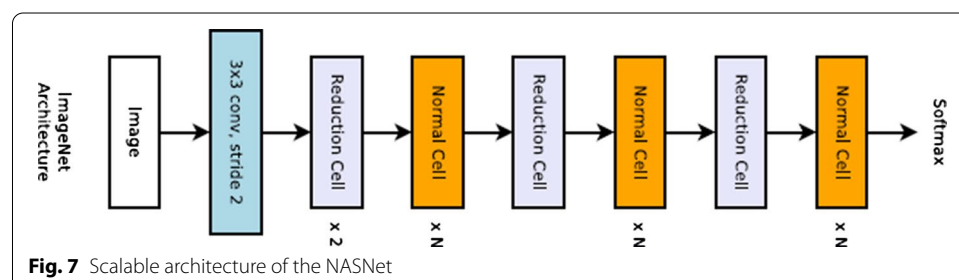 ImageNet
Architecture
Image
3x3 conv, stride 2
Reduction Cell
x 2
Normal Cell
x N
Reduction Cell
Normal Cell
x N
Reduction Cell
Normal Cell
x N
Softmax
Fig. 7 Scalable architecture of the NASNet